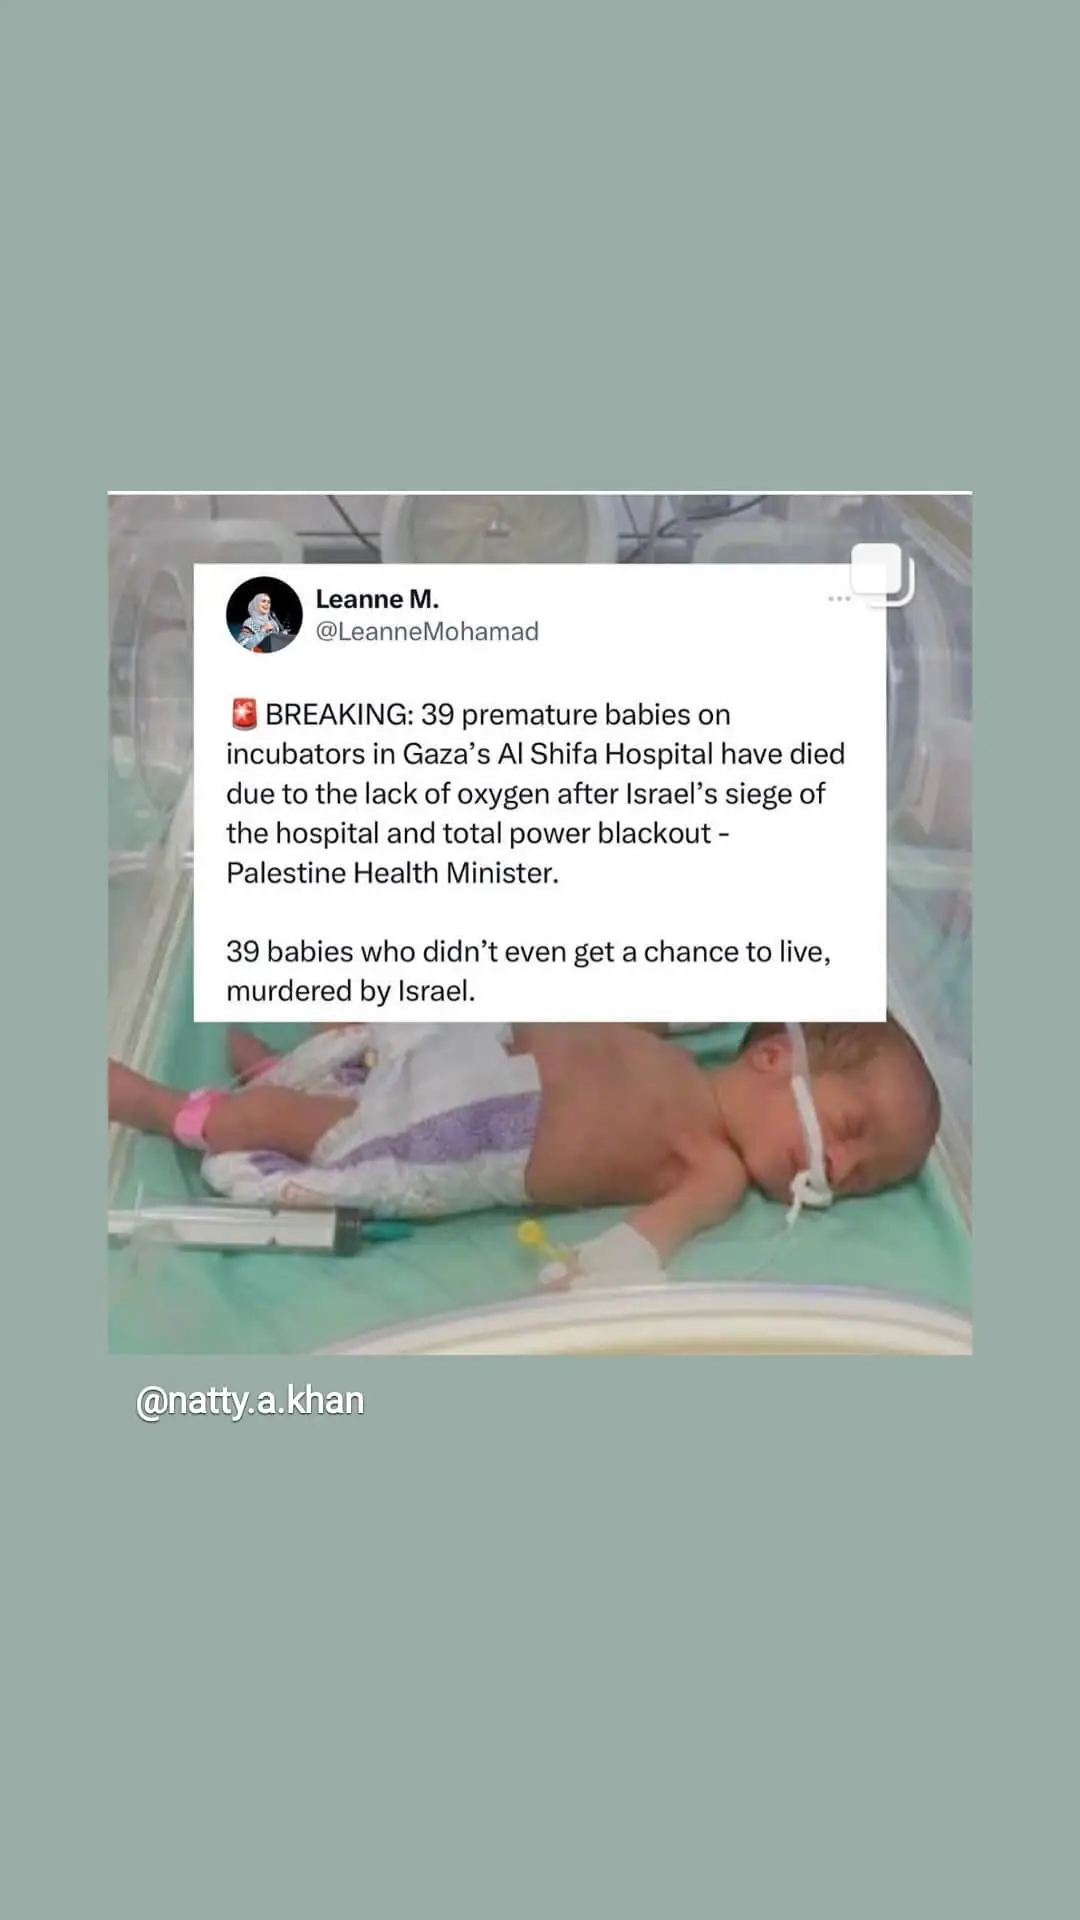 Leanne M.
@LeanneMohamad
🚨 BREAKING: 39 premature babies on
incubators in Gaza's Al Shifa Hospital have died
due to the lack of oxygen after Israel's siege of
the hospital and total power blackout -
Palestine Health Minister.
39 babies who didn't even get a chance to live,
murdered by Israel.
@natty.a.khan